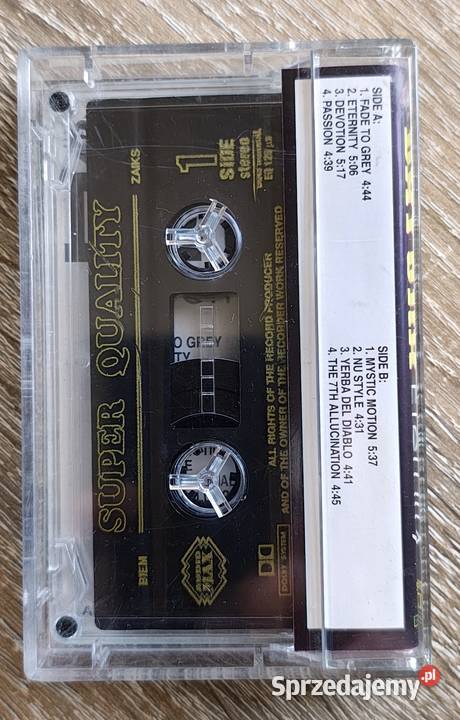 SIDE A:
1. FADE TO GREY 4:44
2. ETERNITY 5:06
3. DEVOTION 5:17
4. PASSION 4:39
SIDE B:
1. MYSTIC MOTION 5:37
2. NU STYLE 4:31
3. YERBA DEL DIABLO 4:41
4. THE 7TH ALLUCINATION 4:45
1
SIDE
stereo
ALL RIGHTS OF THE RECORD PRODUCER
AND OF THE OWNER OF THE RECORDER WORK RESERVED
O GREY
ZAIKS
BIEM
SUPER QUALITY
DOLBY SYSTEM
Sprzedajemy.pl